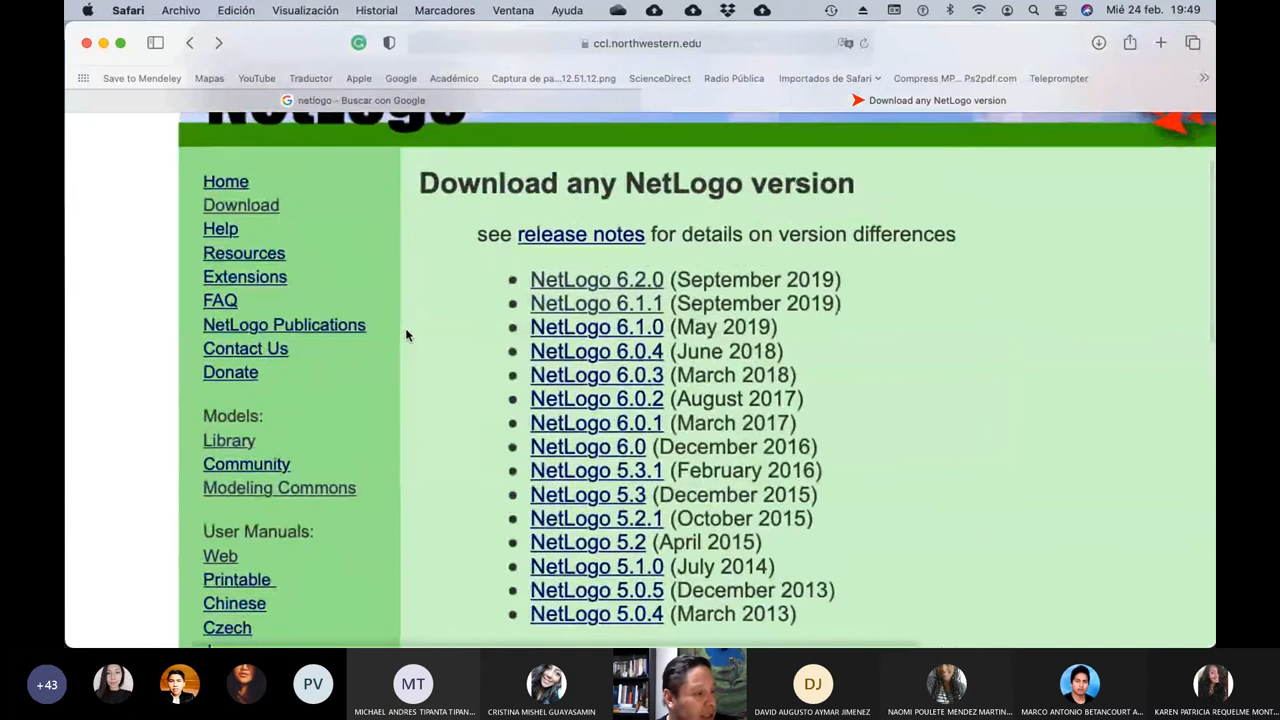 Safari Archivo Edición Visualización Historial Marcadores Ventana Ayuda Mié 24 feb. 19:49
ccl.northwestern.edu
Save to Mendeley Mapas YouTube Traductor Apple Google Académico Captura de pa...12.51.12.png ScienceDirect Radio Pública Importados de Safari Compress MP... Ps2pdf.com Teleprompter
netlogo - Buscar con Google Download any NetLogo version
NetLogo
Home
Download
Help
Resources
Extensions
FAQ
NetLogo Publications
Contact Us
Donate
Models:
Library
Community
Modeling Commons
User Manuals:
Web
Printable
Chinese
Czech
Download any NetLogo version
see release notes for details on version differences
• NetLogo 6.2.0 (September 2019)
• NetLogo 6.1.1 (September 2019)
• NetLogo 6.1.0 (May 2019)
• NetLogo 6.0.4 (June 2018)
• NetLogo 6.0.3 (March 2018)
• NetLogo 6.0.2 (August 2017)
• NetLogo 6.0.1 (March 2017)
• NetLogo 6.0 (December 2016)
• NetLogo 5.3.1 (February 2016)
• NetLogo 5.3 (December 2015)
• NetLogo 5.2.1 (October 2015)
• NetLogo 5.2 (April 2015)
• NetLogo 5.1.0 (July 2014)
• NetLogo 5.0.5 (December 2013)
• NetLogo 5.0.4 (March 2013)
+43 PV MT DJ
MICHAEL ANDRES TIPANTA TIPAN... CRISTINA MISHEL GUAYASAMIN DAVID AUGUSTO AYMAR JIMENEZ NAOMI POULETE MENDEZ MARTIN... MARCO ANTONIO BETANCOURT A... KAREN PATRICIA REQUELME MONT...